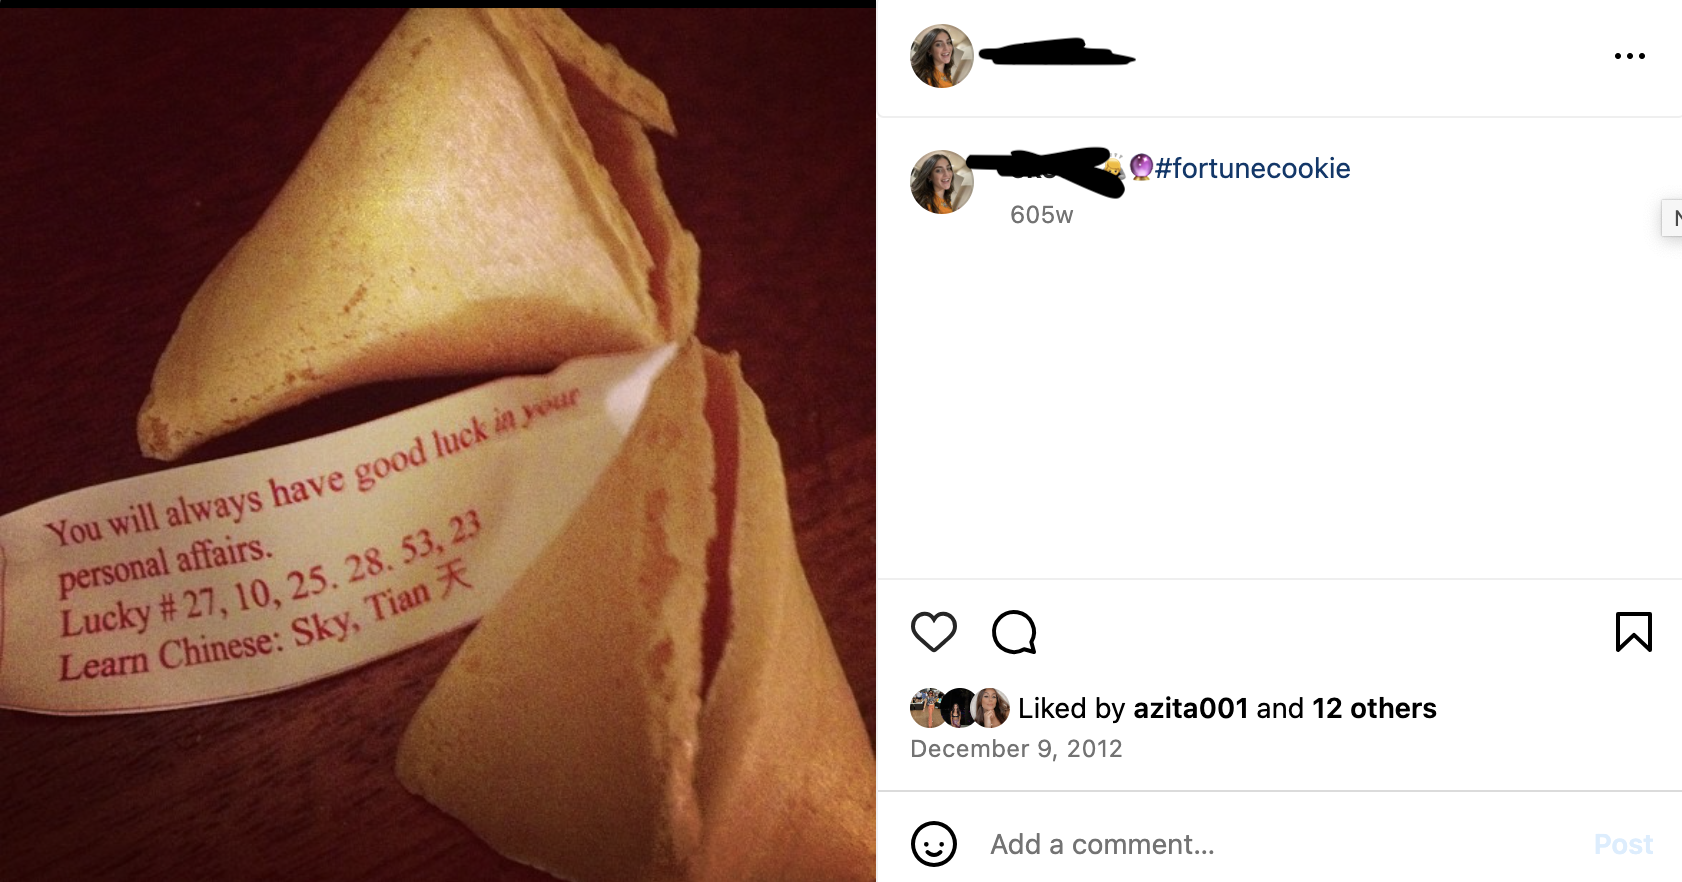 You will always have good luck in your
personal affairs.
Lucky # 27, 10, 25. 28. 53, 23
Learn Chinese: Sky, Tian 天
#fortunecookie
605w
N
Liked by azita001 and 12 others
December 9, 2012
Add a comment...
Post